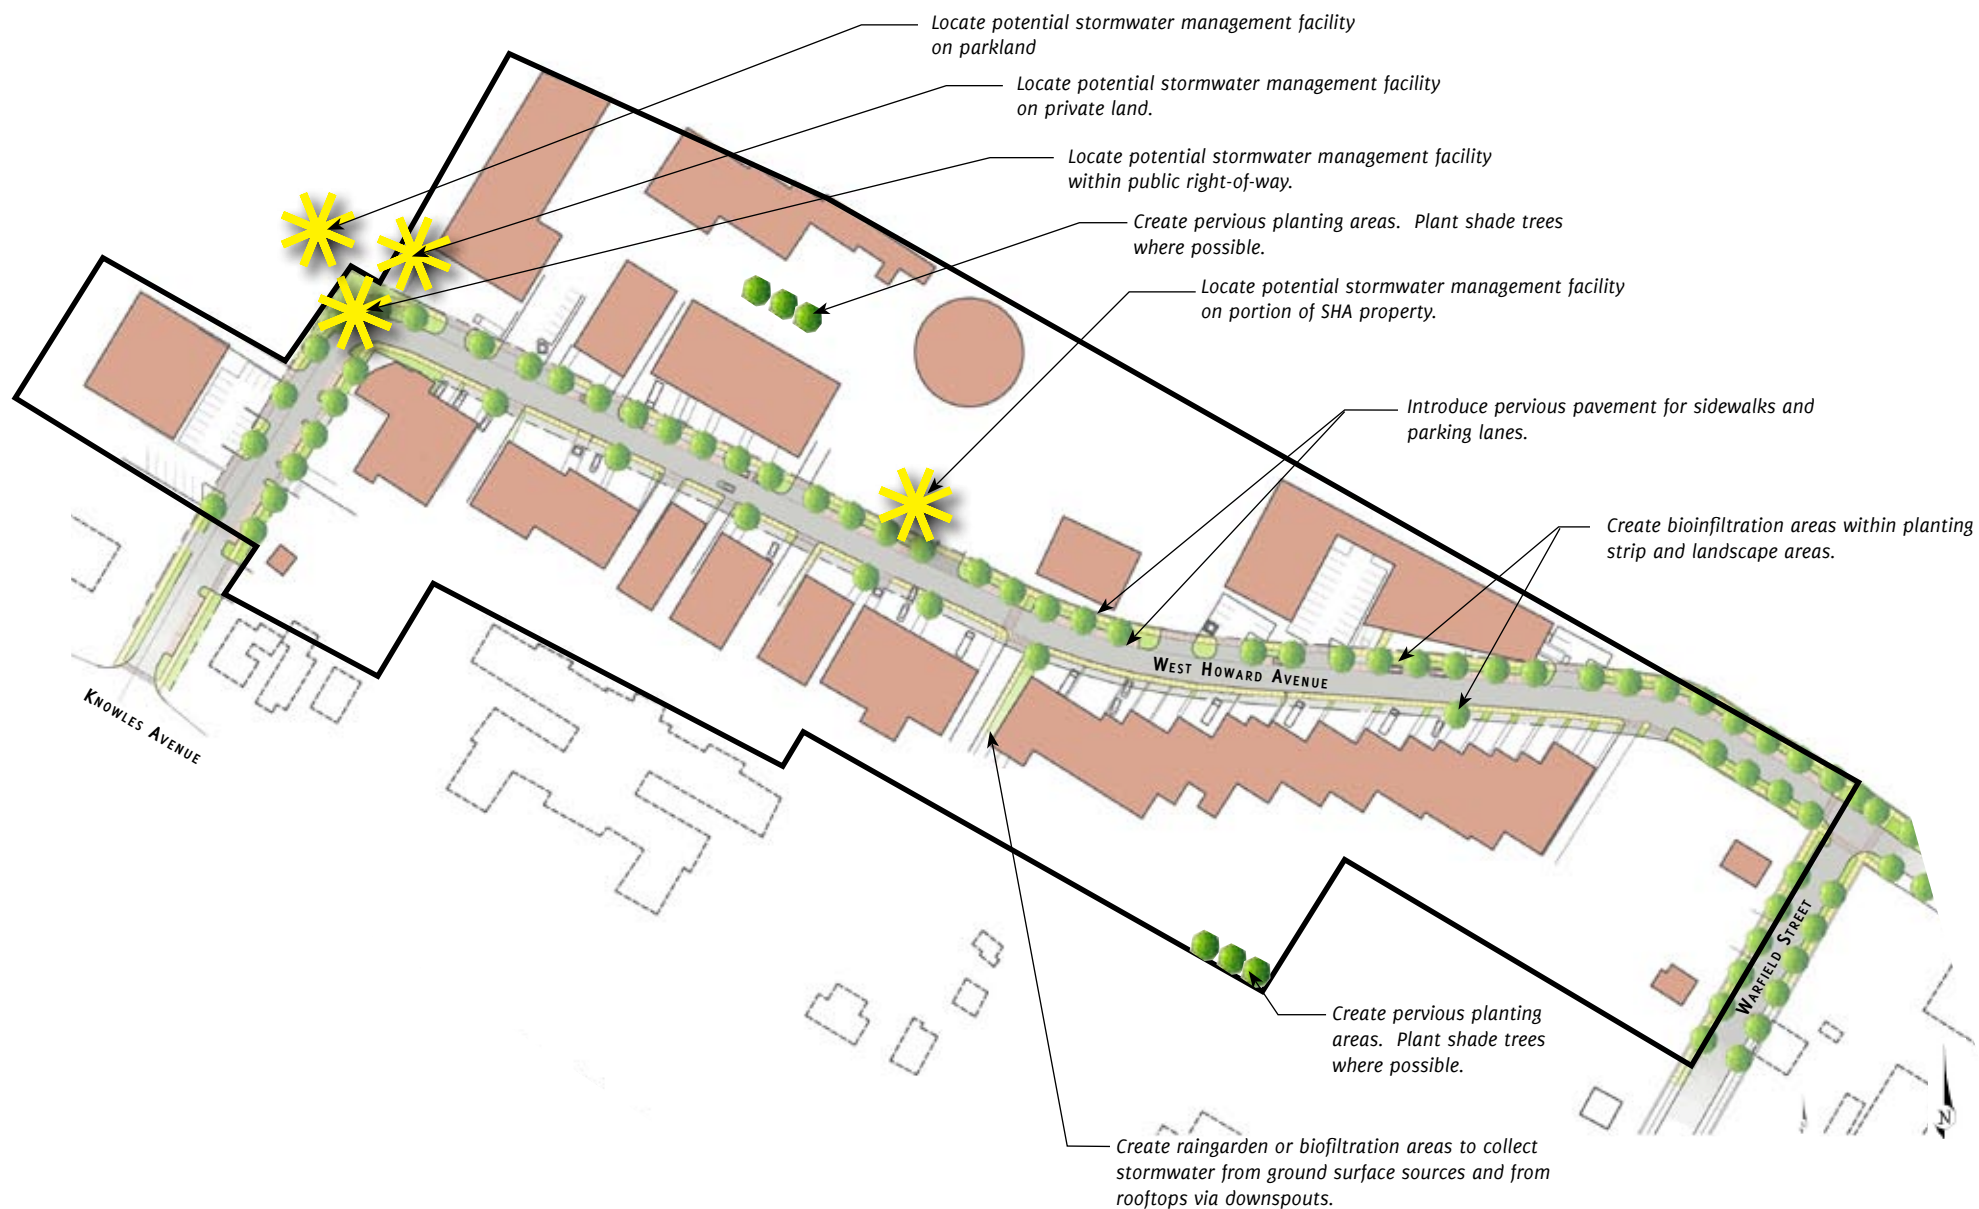 Locate potential stormwater management facility
on parkland
Locate potential stormwater management facility
on private land.
Locate potential stormwater management facility
within public right-of-way.
Create pervious planting areas.  Plant shade trees
where possible.
Locate potential stormwater management facility
on portion of SHA property.
Introduce pervious pavement for sidewalks and
parking lanes.
Create bioinfiltration areas within planting
strip and landscape areas.
West Howard Avenue
Knowles Avenue
Warfield Street
Create pervious planting
areas.  Plant shade trees
where possible.
N
Create raingarden or biofiltration areas to collect
stormwater from ground surface sources and from
rooftops via downspouts.